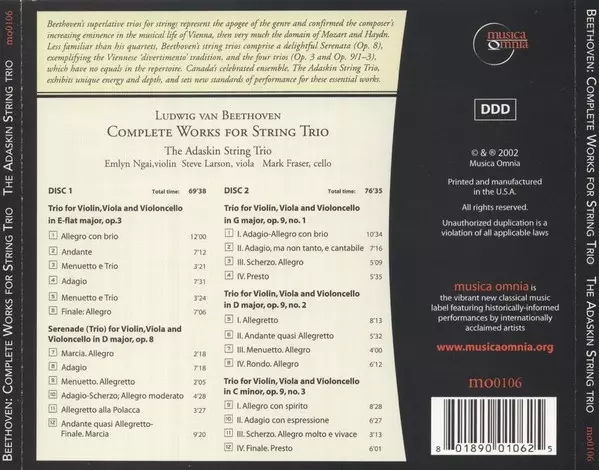 BEETHOVEN: COMPLETE WORKS FOR STRING TRIO THE ADASKIN STRING TRIO mo0106
Beethoven's superlative trios for strings represent the apogee of the genre and confirmed the composer's
increasing eminence in the musical life of Vienna, then very much the domain of Mozart and Haydn.
Less familiar than his quartets, Beethoven's string trios comprise a delightful Serenata (Op. 8),
exemplifying the Viennese 'divertimento' tradition, and the four trios (Op. 3 and Op. 9/1-3),
which have no equals in the repertoire. Canada's celebrated ensemble, The Adaskin String Trio,
exhibits unique energy and depth, and sets new standards of performance for these essential works.
LUDWIG VAN BEETHOVEN
COMPLETE WORKS FOR STRING TRIO
The Adaskin String Trio
Emlyn Ngai, violin Steve Larson, viola Mark Fraser, cello
DISC 1 Total time: 69'38
Trio for Violin, Viola and Violoncello
in E-flat major, op.3
1 Allegro con brio 12'00
2 Andante 7'12
3 Menuetto e Trio 3'21
4 Adagio 7'31
5 Menuetto e Trio 3'24
6 Finale: Allegro 7'06
Serenade (Trio) for Violin, Viola and
Violoncello in D major, op. 8
7 Marcia. Allegro 2'18
8 Adagio 7'18
9 Menuetto. Allegretto 2'05
10 Adagio-Scherzo; Allegro moderato 4'28
11 Allegretto alla Polacca 3'27
12 Andante quasi Allegretto-
Finale. Marcia 9'20
DISC 2 Total time: 76'35
Trio for Violin, Viola and Violoncello
in G major, op. 9, no. 1
1 I. Adagio-Allegro con brio 10'34
2 II. Adagio, ma non tanto, e cantabile 7'16
3 III. Scherzo. Allegro 5'09
4 IV. Presto 5'35
Trio for Violin, Viola and Violoncello
in D major, op. 9, no. 2
5 I. Allegretto 8'13
6 II. Andante quasi Allegretto 5'32
7 III. Menuetto. Allegro 4'00
8 IV. Rondo. Allegro 6'12
Trio for Violin, Viola and Violoncello
in C minor, op. 9, no. 3
9 I. Allegro con spirito 8'28
10 II. Adagio con espressione 6'27
11 III. Scherzo. Allegro molto e vivace 3'13
12 IV. Finale. Presto 6'01
musica
Omnia
DDD
© & ℗ 2002
Musica Omnia
Printed and manufactured
in the U.S.A.
All rights reserved.
Unauthorized duplication is a
violation of all applicable laws
musica omnia is
the vibrant new classical music
label featuring historically-informed
performances by internationally
acclaimed artists
www.musicaomnia.org
mo0106
8 01890 01062 5
BEETHOVEN: COMPLETE WORKS FOR STRING TRIO THE ADASKIN STRING TRIO mo0106